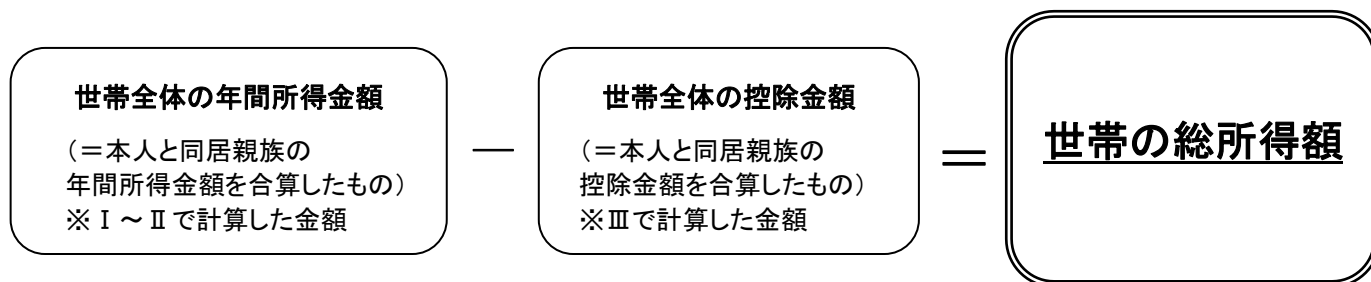 世帯全体の年間所得金額
(＝本人と同居親族の
年間所得金額を合算したもの)
※Ⅰ～Ⅱで計算した金額
－
世帯全体の控除金額
(＝本人と同居親族の
控除金額を合算したもの)
※Ⅲで計算した金額
＝
世帯の総所得額